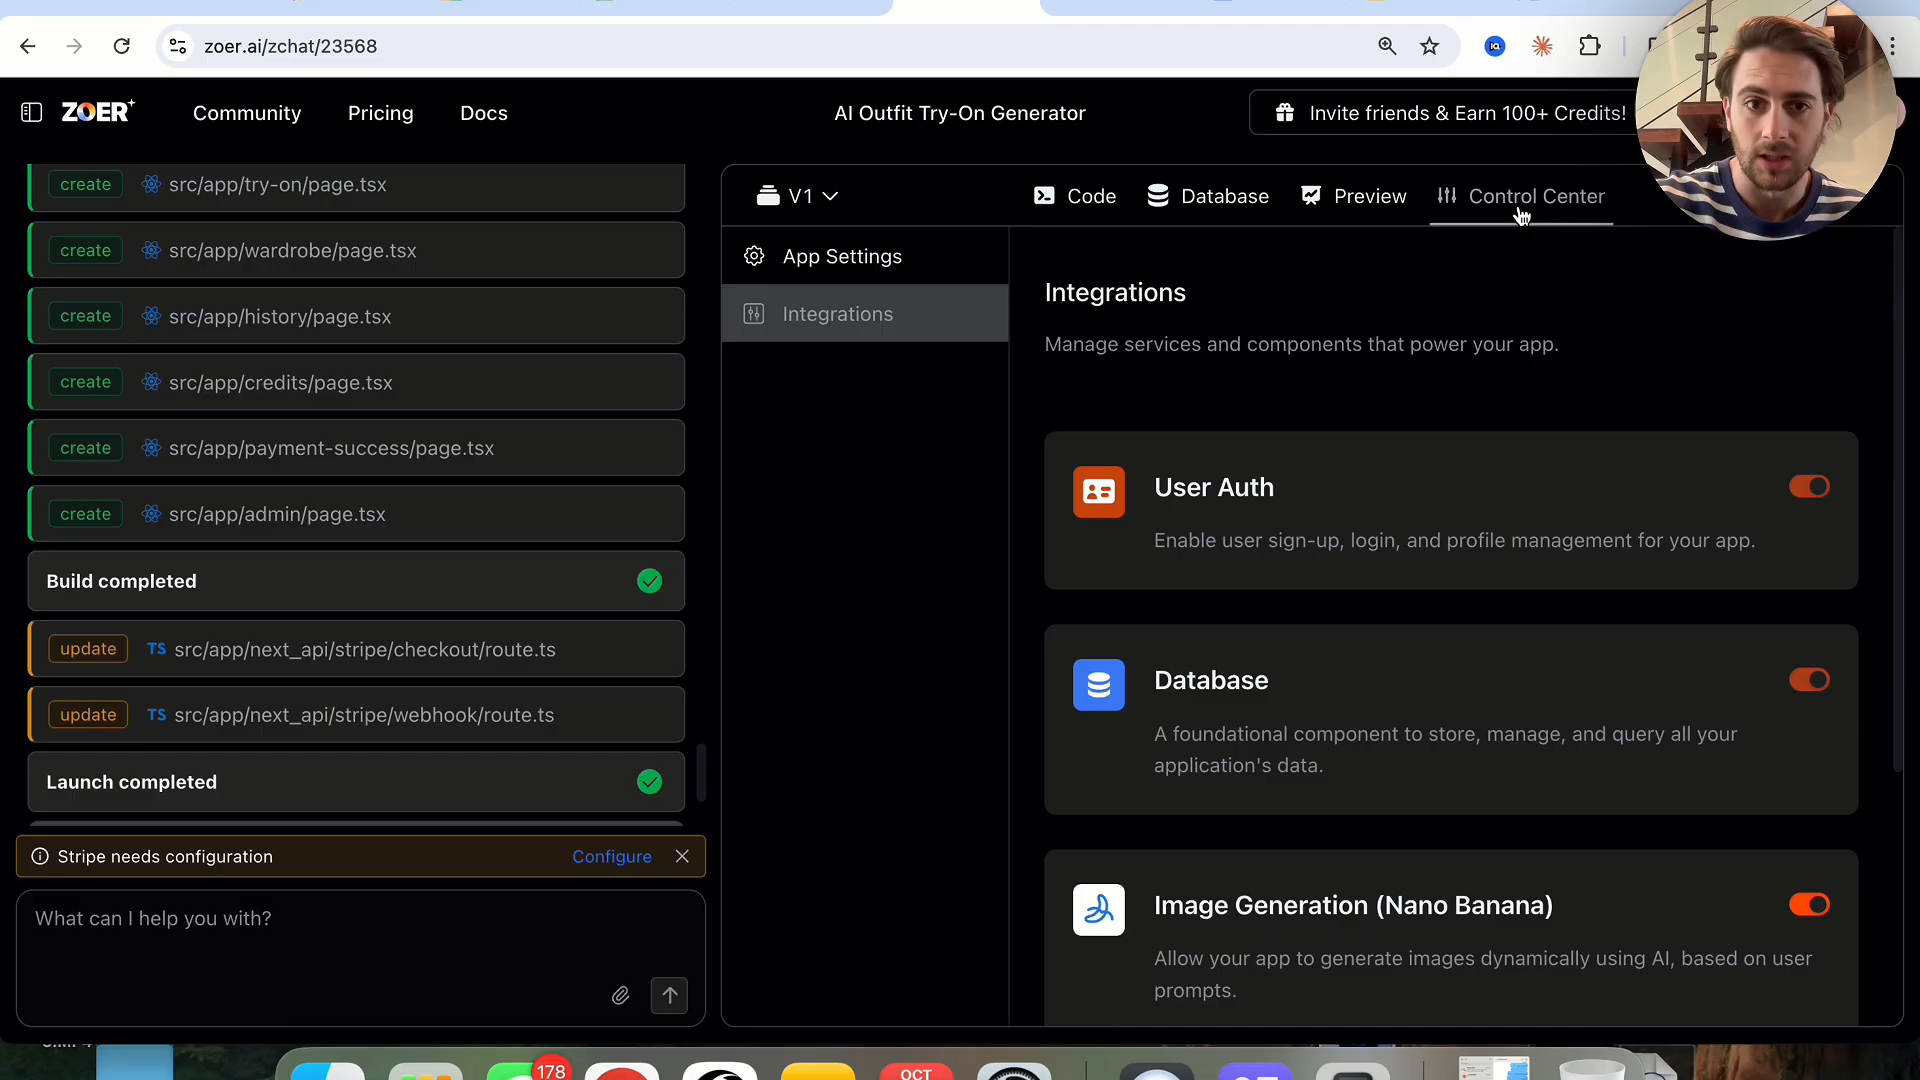 zoer.ai/zchat/23568
ZOER
Community
Pricing
Docs
AI Outfit Try-On Generator
Invite friends & Earn 100+ Credits!
create src/app/try-on/page.tsx
create src/app/wardrobe/page.tsx
create src/app/history/page.tsx
create src/app/credits/page.tsx
create src/app/payment-success/page.tsx
create src/app/admin/page.tsx
Build completed
update TS src/app/next_api/stripe/checkout/route.ts
update TS src/app/next_api/stripe/webhook/route.ts
Launch completed
Stripe needs configuration Configure
What can I help you with?
V1
Code
Database
Preview
Control Center
App Settings
Integrations
Integrations
Manage services and components that power your app.
User Auth
Enable user sign-up, login, and profile management for your app.
Database
A foundational component to store, manage, and query all your
application's data.
Image Generation (Nano Banana)
Allow your app to generate images dynamically using AI, based on user
prompts.
178
OCT